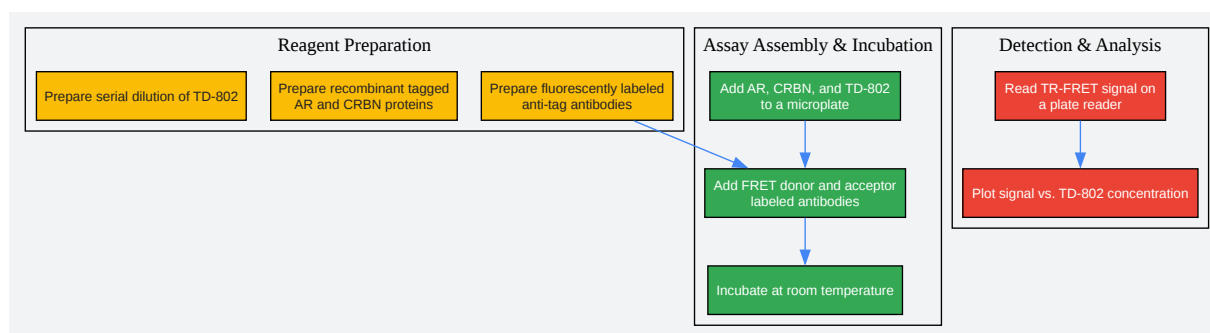 Reagent Preparation
Prepare serial dilution of TD-802
Prepare recombinant tagged
AR and CRBN proteins
Prepare fluorescently labeled
anti-tag antibodies
Assay Assembly & Incubation
Add AR, CRBN, and TD-802
to a microplate
Add FRET donor and acceptor
labeled antibodies
Incubate at room temperature
Detection & Analysis
Read TR-FRET signal on
a plate reader
Plot signal vs. TD-802 concentration